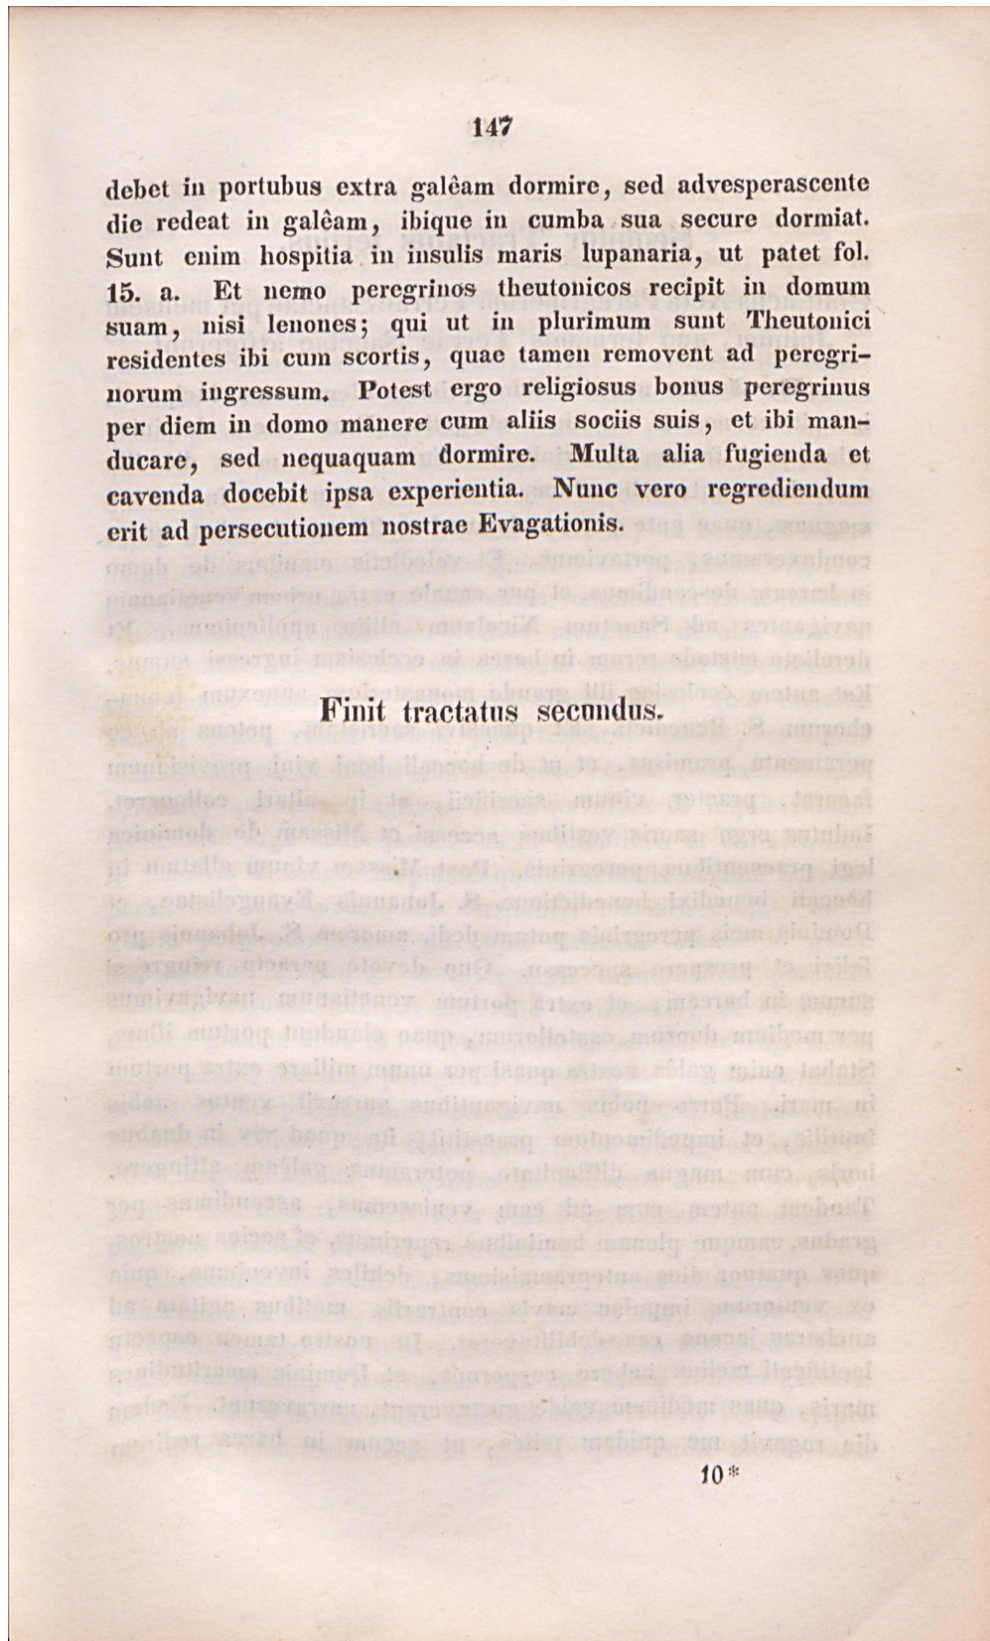 147
debet in portubus extra galêam dormire, sed advesperascente
die redeat in galêam, ibique in cumba sua secure dormiat.
Sunt enim hospitia in insulis maris lupanaria, ut patet fol.
15. a. Et nemo peregrinos theutonicos recipit in domum
suam, nisi lenones; qui ut in plurimum sunt Theutonici
residentes ibi cum scortis, quae tamen removent ad peregri-
norum ingressum. Potest ergo religiosus bonus peregrinus
per diem in domo manere cum aliis sociis suis, et ibi man-
ducare, sed nequaquam dormire. Multa alia fugienda et
cavenda docebit ipsa experientia. Nunc vero regrediendum
erit ad persecutionem nostrae Evagationis.
Finit tractatus secundus.
10*